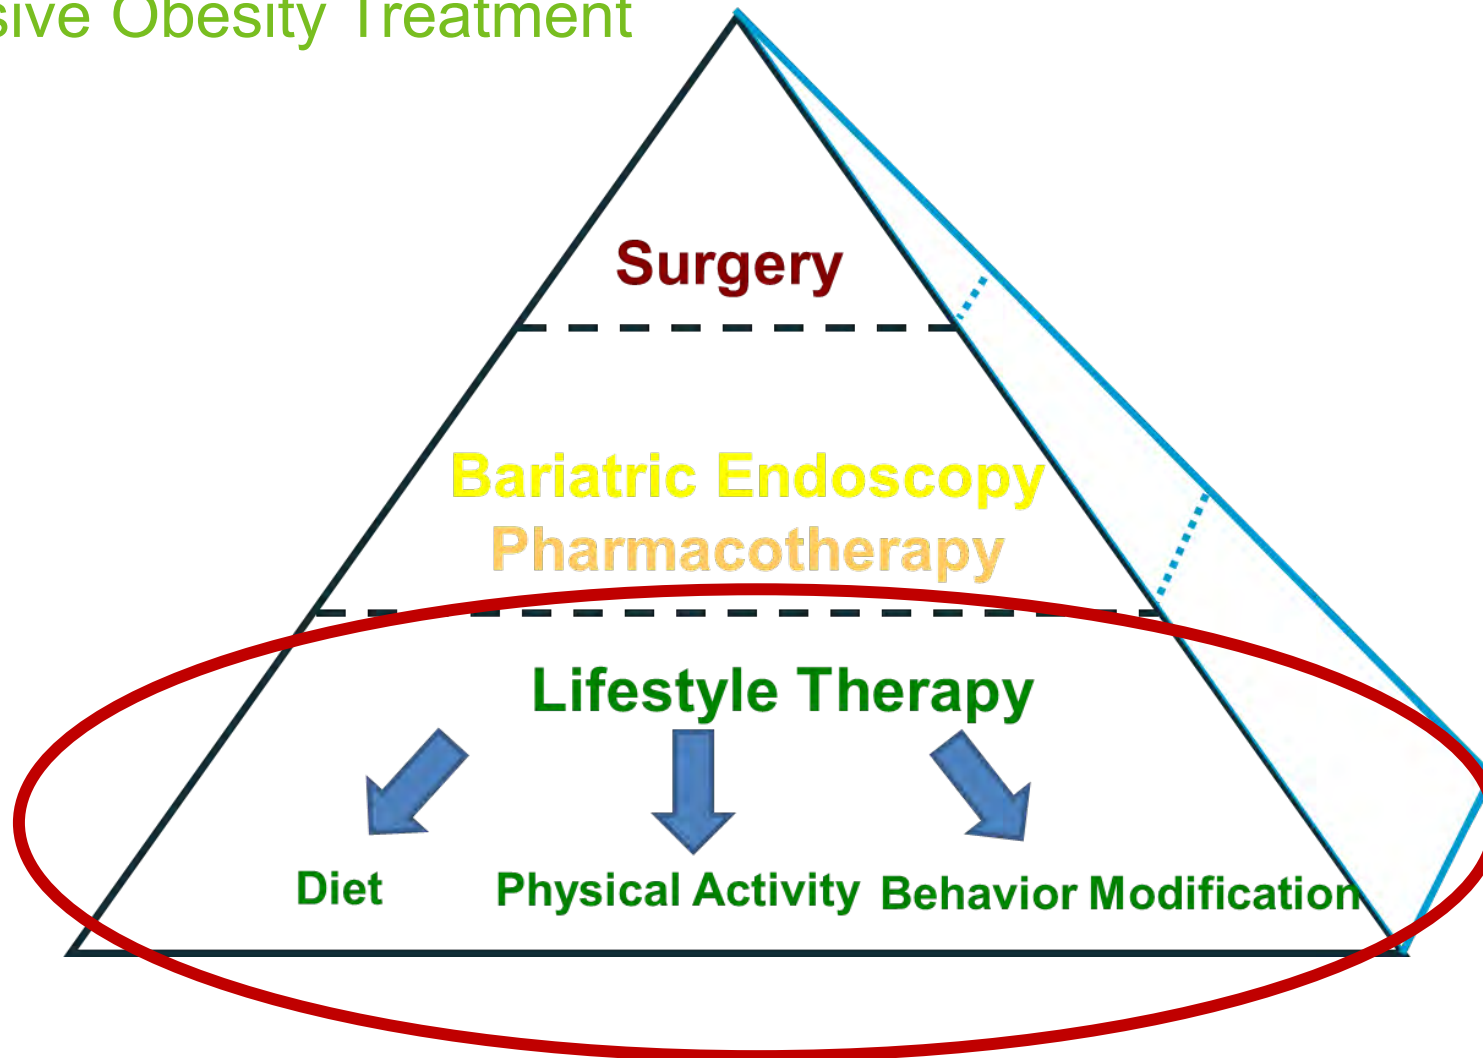 sive Obesity Treatment
Surgery
Bariatric Endoscopy
Pharmacotherapy
Lifestyle Therapy
Diet
Physical Activity
Behavior Modification